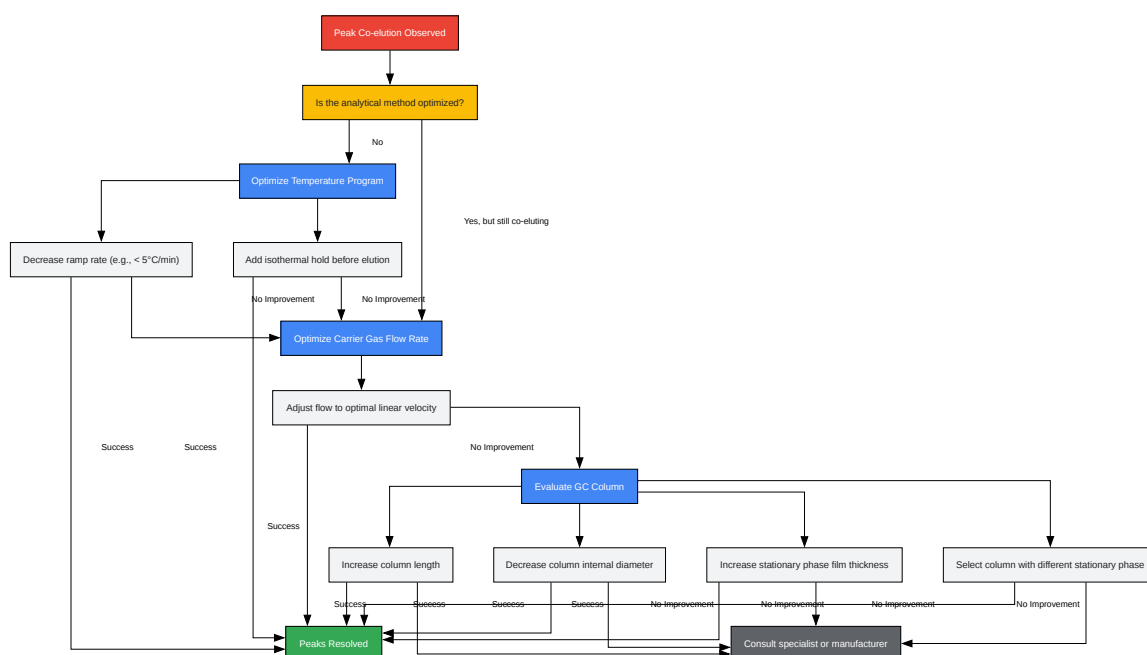 Peak Co-elution Observed
Is the analytical method optimized?
No
Optimize Temperature Program
Yes, but still co-eluting
Decrease ramp rate (e.g., < 5°C/min)
Add isothermal hold before elution
No Improvement
No Improvement
Optimize Carrier Gas Flow Rate
Adjust flow to optimal linear velocity
Success
Success
No Improvement
Evaluate GC Column
Success
Increase column length
Decrease column internal diameter
Increase stationary phase film thickness
Select column with different stationary phase
Success
Success
Success
Success
No Improvement
No Improvement
No Improvement
No Improvement
Peaks Resolved
Consult specialist or manufacturer